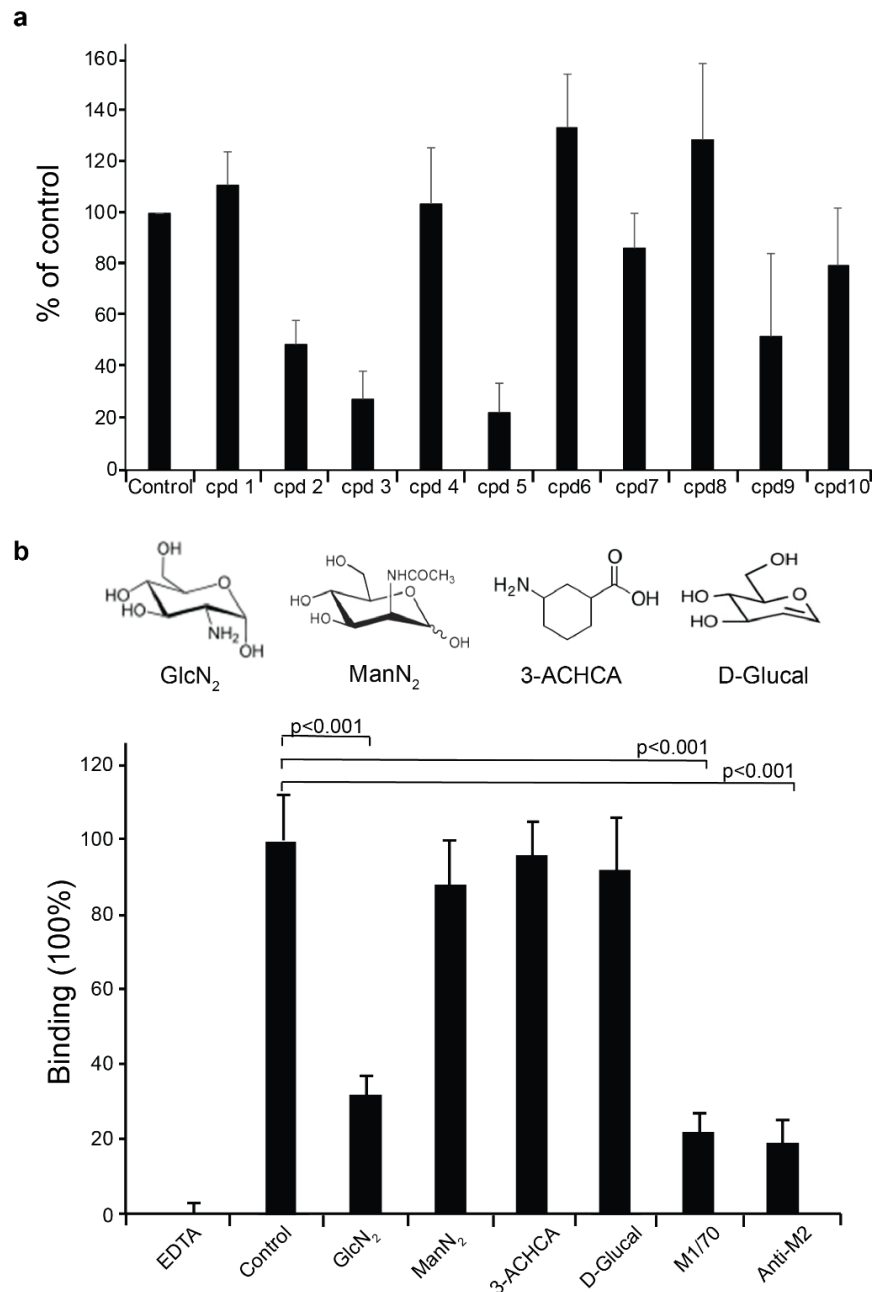 a
160
140
120
100
80
60
40
20
0
% of control
Control cpd 1 cpd 2 cpd 3 cpd 4 cpd 5 cpd6 cpd7 cpd8 cpd9 cpd10
b
OH
O
HO
HO
NH2
OH
GlcN2
HO
NHCOCH3
HO
O
HO
OH
ManN2
O
H2N
OH
3-ACHCA
OH
HO
O
HO
D-Glucal
p<0.001
p<0.001
p<0.001
120
100
80
60
40
20
0
Binding (100%)
EDTA Control GlcN2 ManN2 3-ACHCA D-Glucal M1/70 Anti-M2